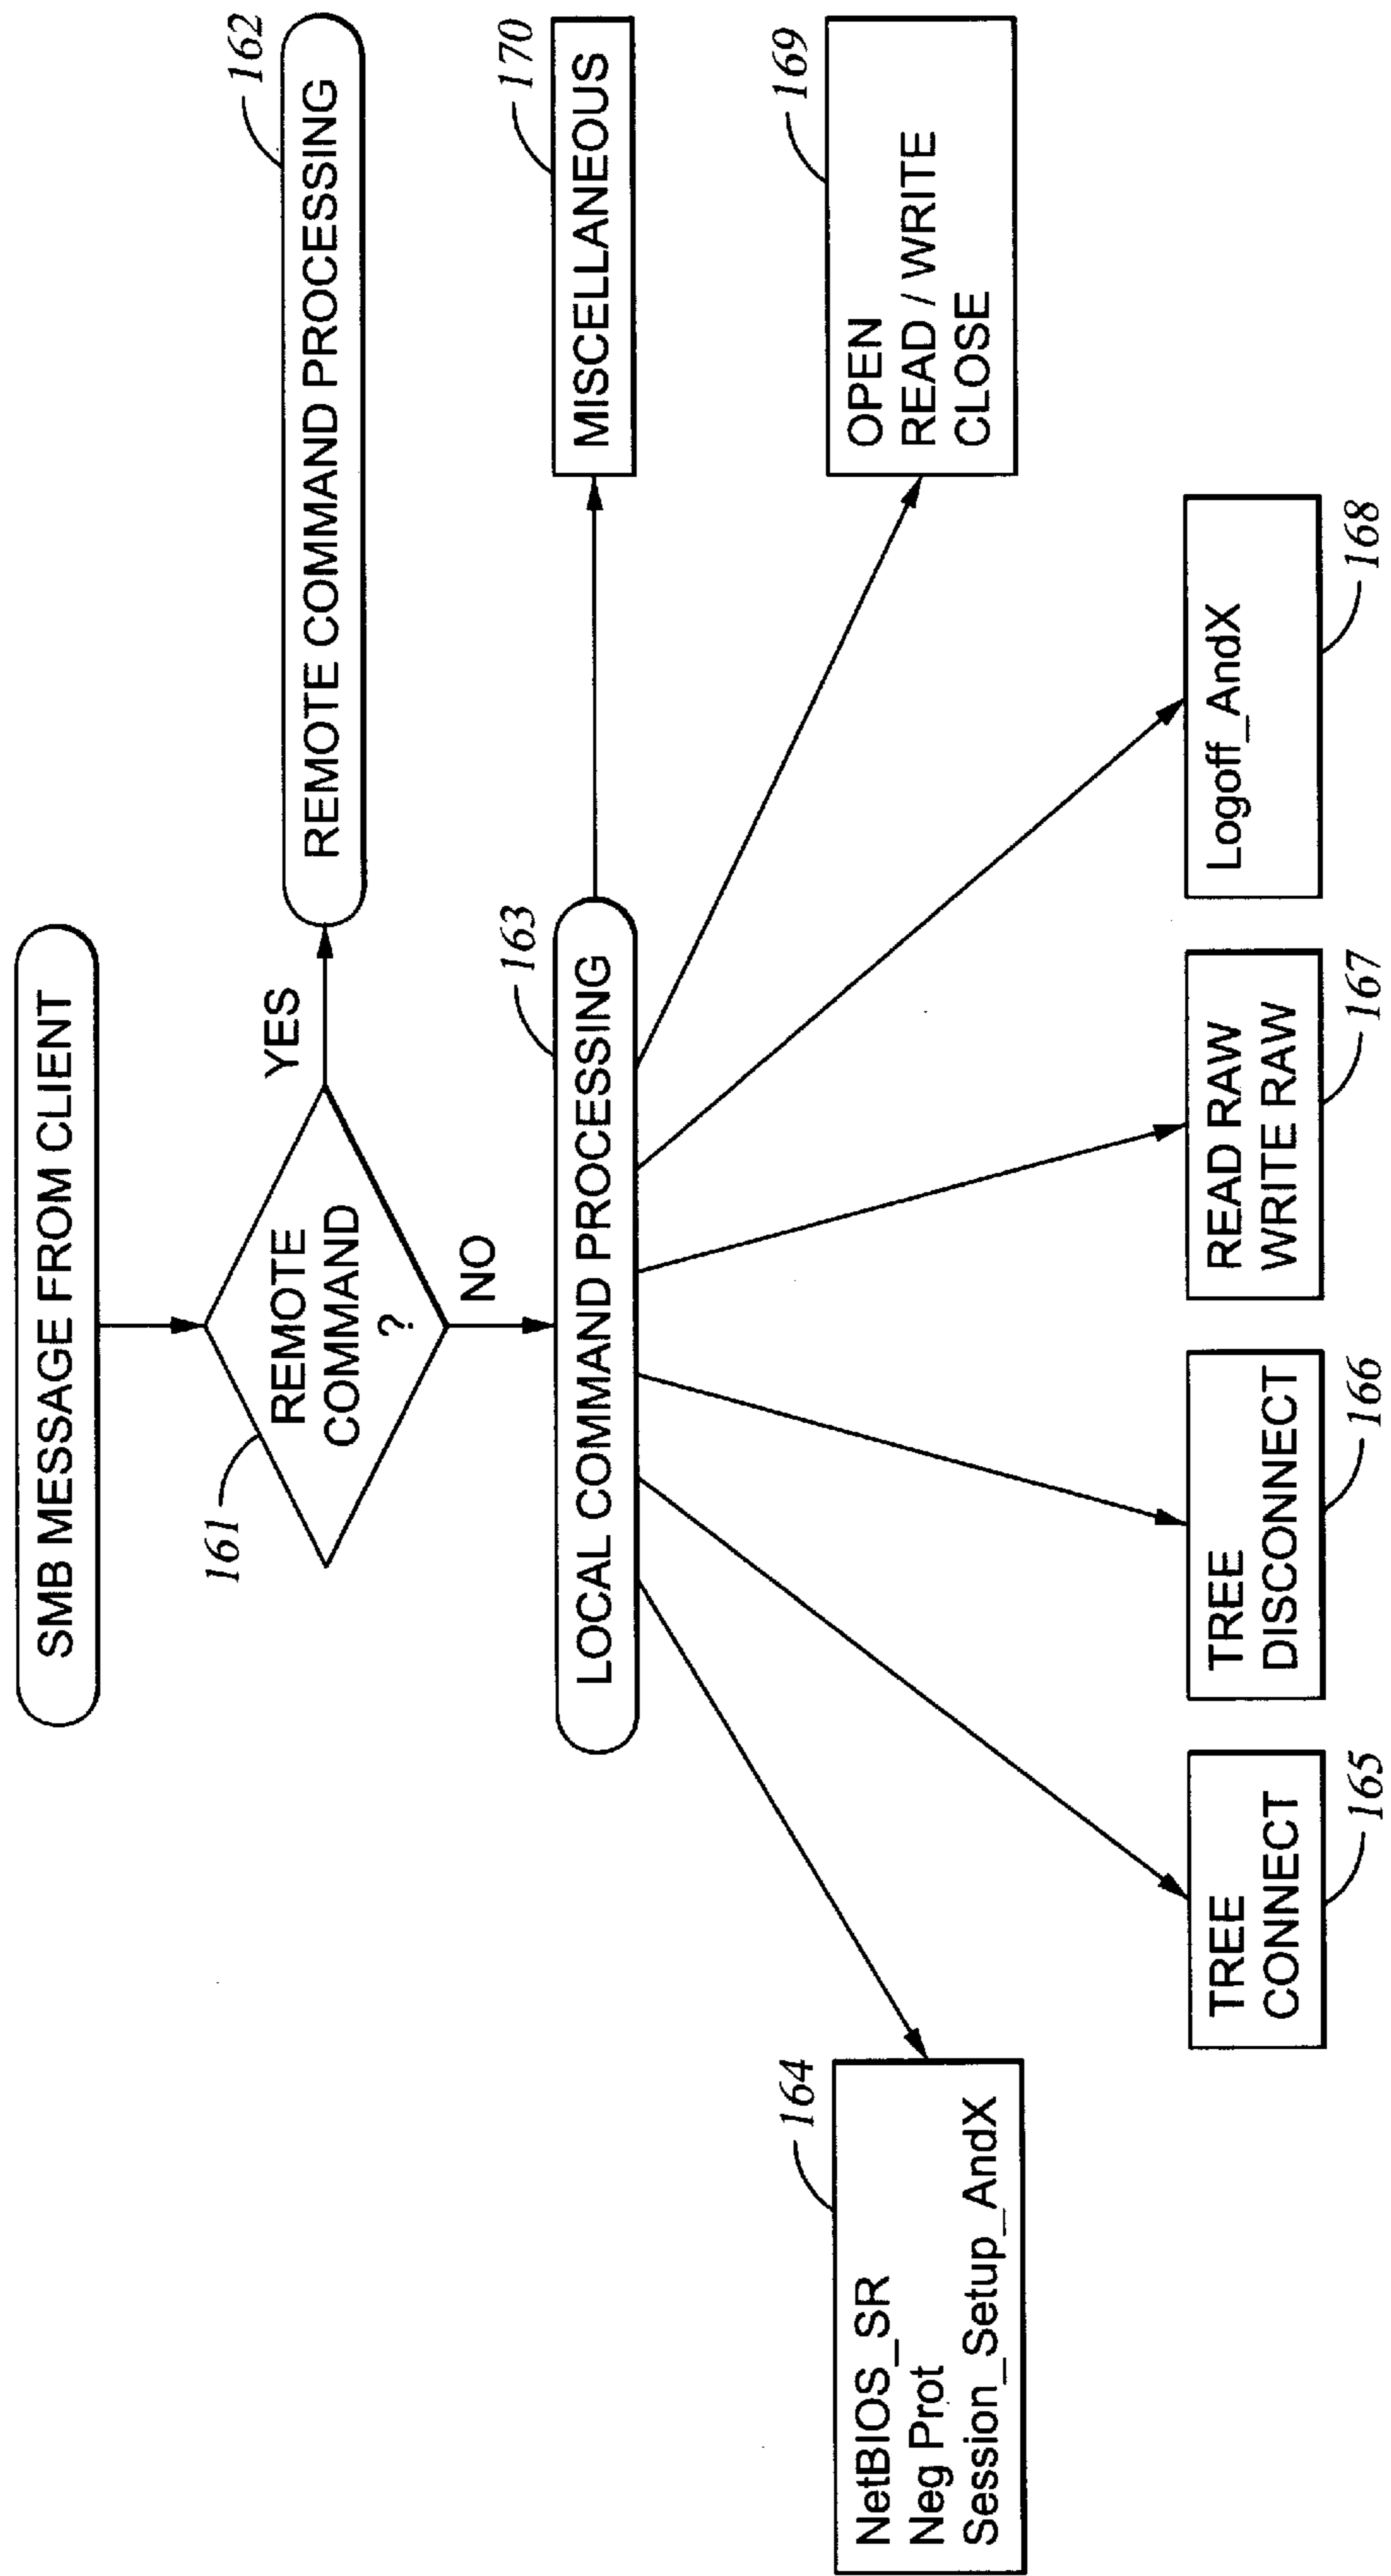 SMB MESSAGE FROM CLIENT
161
REMOTE
COMMAND
?
YES
162
REMOTE COMMAND PROCESSING
NO
163
LOCAL COMMAND PROCESSING
170
MISCELLANEOUS
164
NetBIOS_SR
Neg Prot
Session_Setup_AndX
TREE
CONNECT
165
TREE
DISCONNECT
166
READ RAW
WRITE RAW
167
Logoff_AndX
168
169
OPEN
READ / WRITE
CLOSE